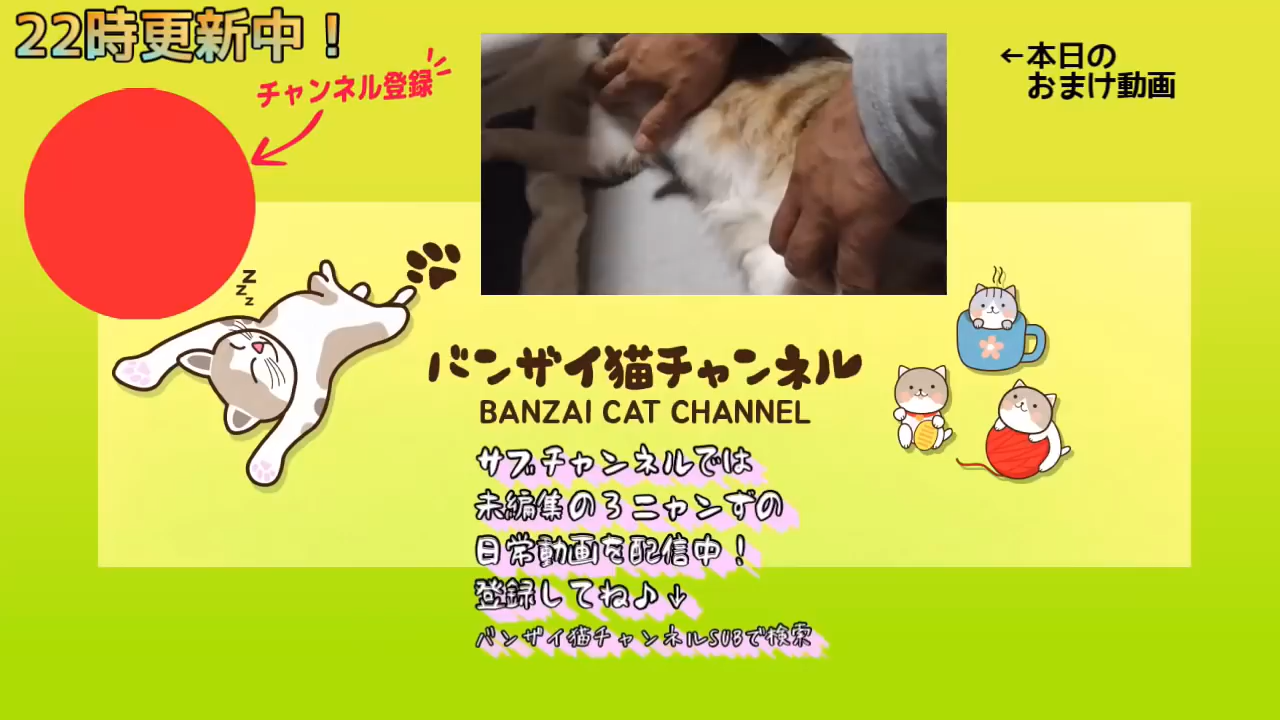 22時更新中！
チャンネル登録
←本日の
おまけ動画
z
z
z
バンザイ猫チャンネル
BANZAI CAT CHANNEL
サブチャンネルでは
未編集の3ニャンずの
日常動画を配信中！
登録してね♪↓
バンザイ猫チャンネルSUBで検索